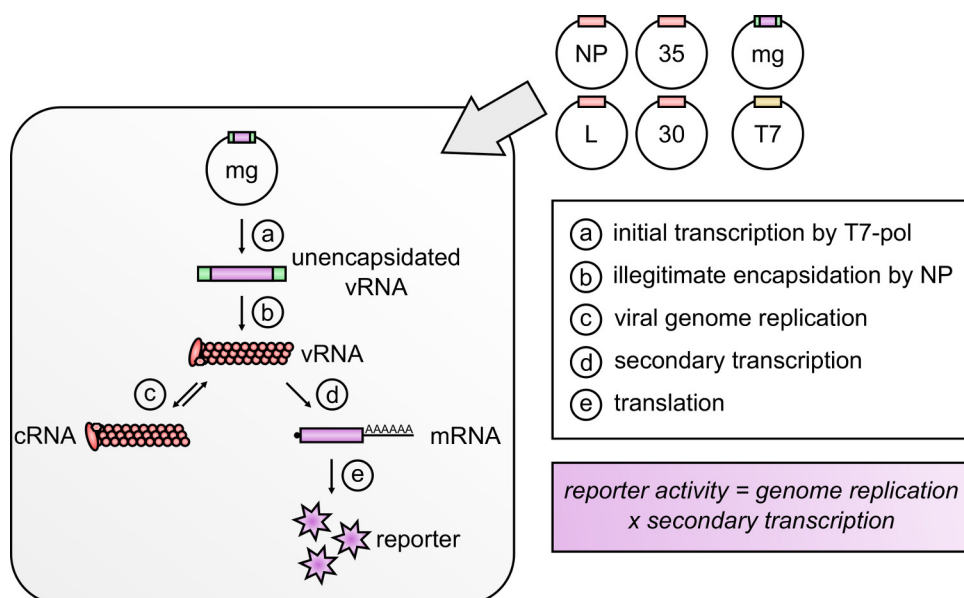 NP
35
mg
L
30
T7
mg
a
unencapsidated
vRNA
b
vRNA
c
d
cRNA
AAAAAA
mRNA
e
reporter
a initial transcription by T7-pol
b illegitimate encapsidation by NP
c viral genome replication
d secondary transcription
e translation
reporter activity = genome replication
x secondary transcription